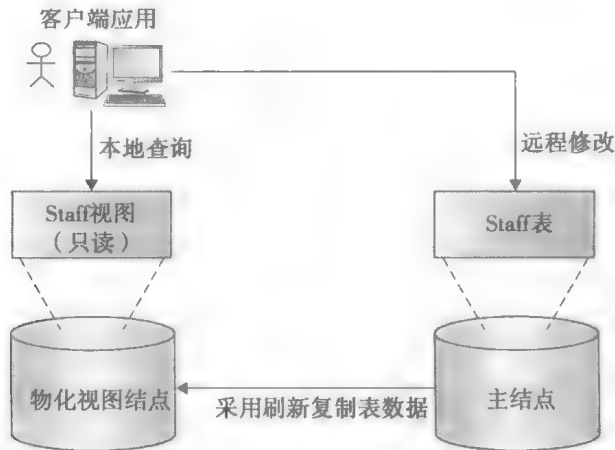 客户端应用
本地查询
远程修改
Staff视图
（只读）
Staff表
物化视图结点
采用刷新复制表数据
主结点